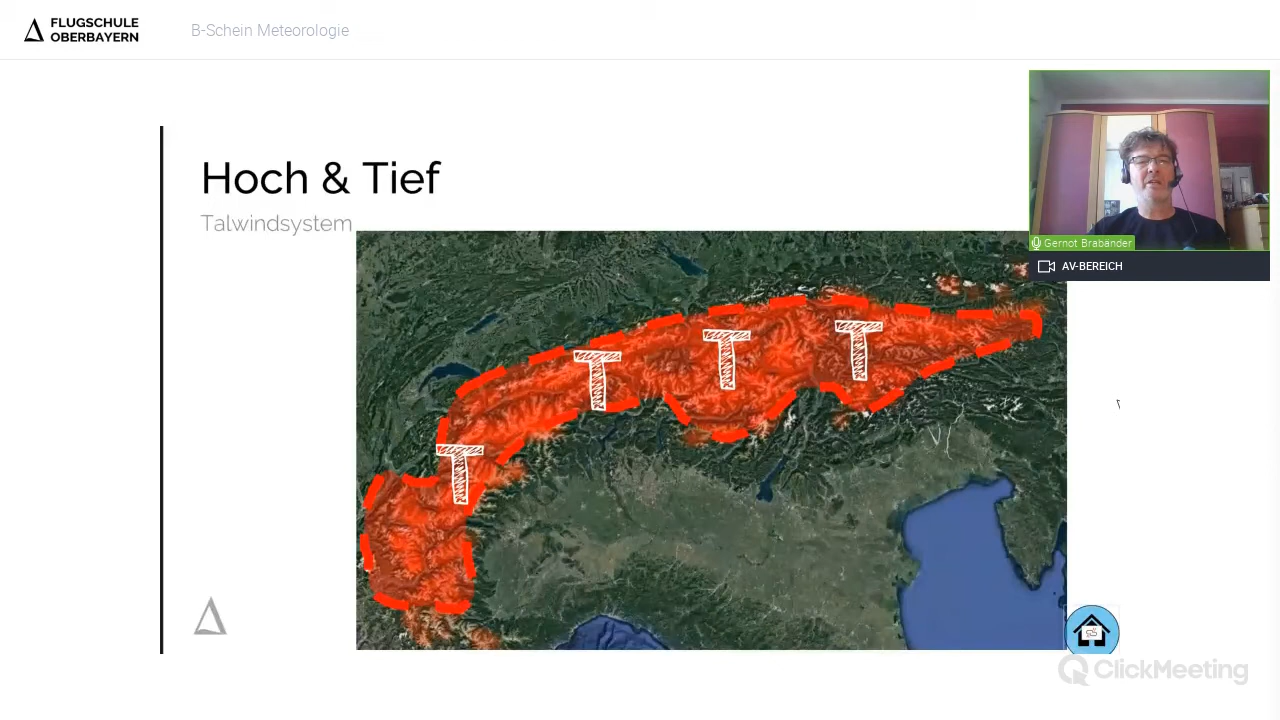 FLUGSCHULE
OBERBAYERN
B-Schein Meteorologie
Hoch & Tief
Talwindsystem
T T T T
Gernot Brabänder
AV-BEREICH
ClickMeeting